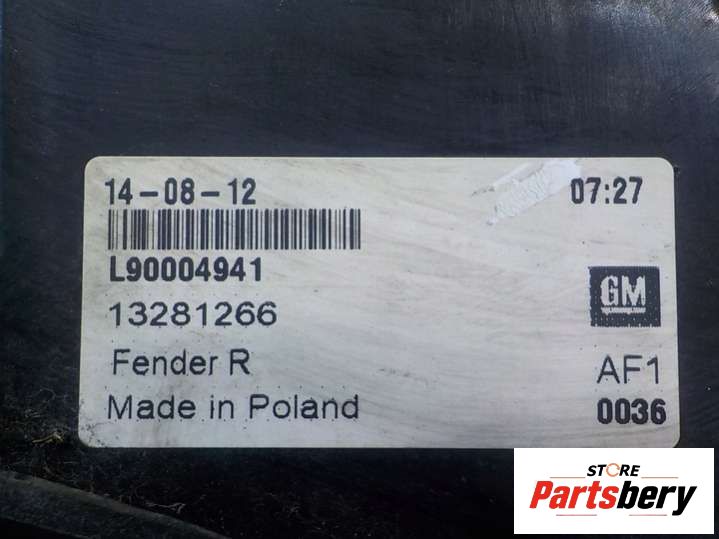 14-08-12 07:27
L90004941
GM
13281266
Fender R AF1
Made in Poland 0036
STORE
Partsbery